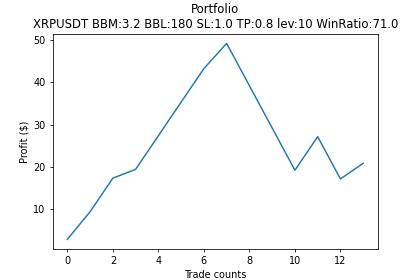 Portfolio
XRPUSDT BBM:3.2 BBL:180 SL:1.0 TP:0.8 lev:10 WinRatio:71.0
50
40
30
20
10
Profit ($)
0 2 4 6 8 10 12
Trade counts